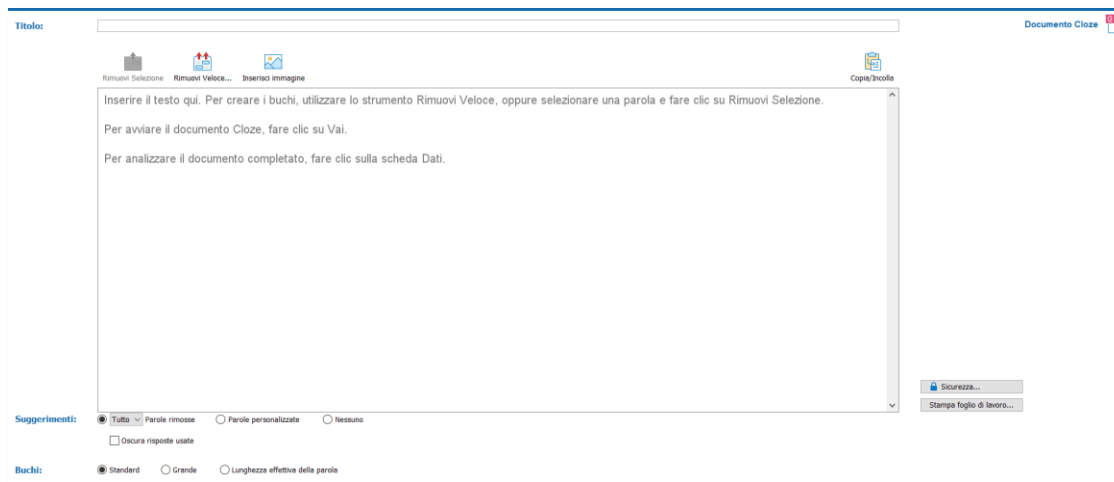 Titolo:
Documento Cloze
Rimuovi Selezione Rimuovi Veloce... Inserisci immagine Copia/Incolla
Inserire il testo qui. Per creare i buchi, utilizzare lo strumento Rimuovi Veloce, oppure selezionare una parola e fare clic su Rimuovi Selezione.
Per avviare il documento Cloze, fare clic su Vai.
Per analizzare il documento completato, fare clic sulla scheda Dati.
Sicurezza...
Stampa foglio di lavoro...
Suggerimenti: Tutto Parole rimosse Parole personalizzate Nessuno
Oscura risposte usate
Buchi: Standard Grande Lunghezza effettiva della parola